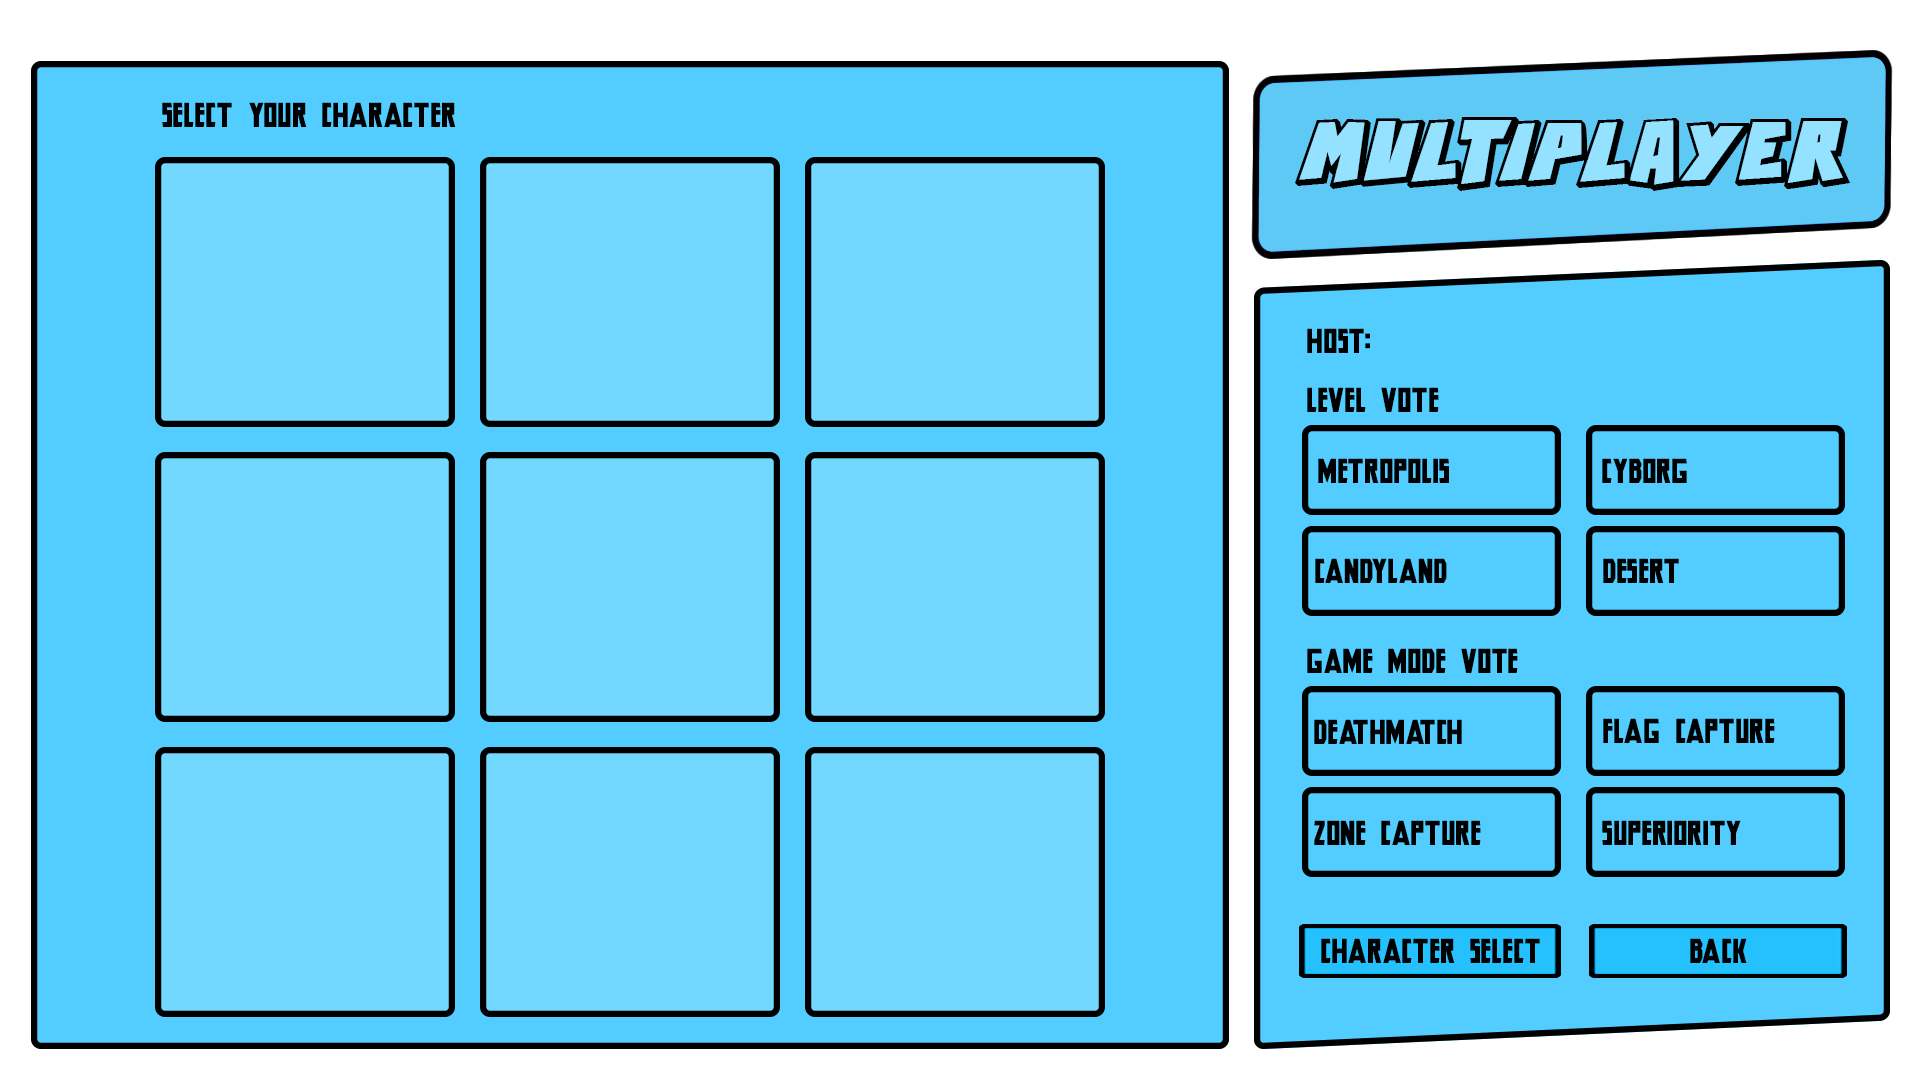 SELECT YOUR CHARACTER
MULTIPLAYER
HOST:
LEVEL VOTE
METROPOLIS
CYBORG
CANDYLAND
DESERT
GAME MODE VOTE
DEATHMATCH
FLAG CAPTURE
ZONE CAPTURE
SUPERIORITY
CHARACTER SELECT
BACK